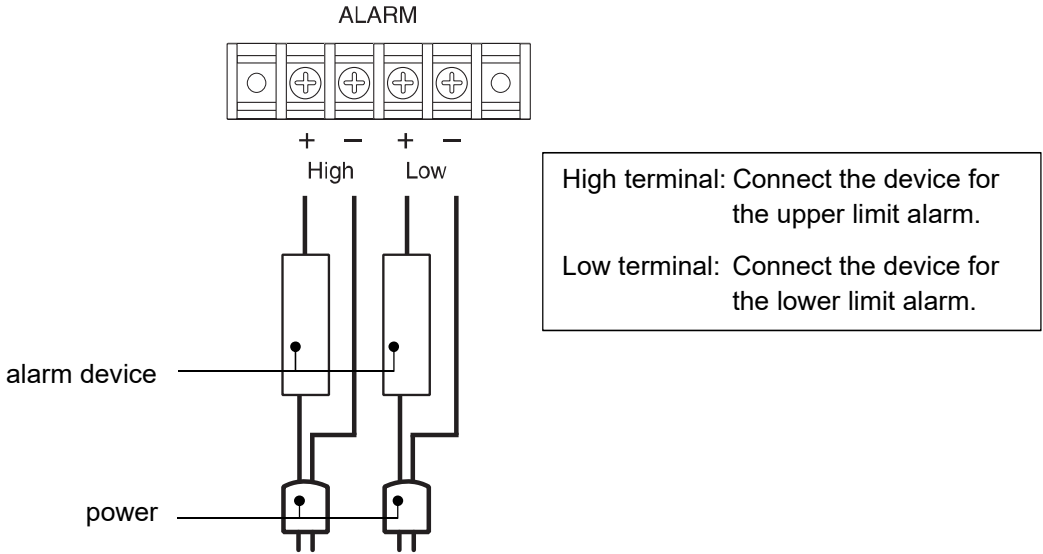 ALARM
+ − + −
High Low
High terminal: Connect the device for
the upper limit alarm.
Low terminal: Connect the device for
the lower limit alarm.
alarm device
power